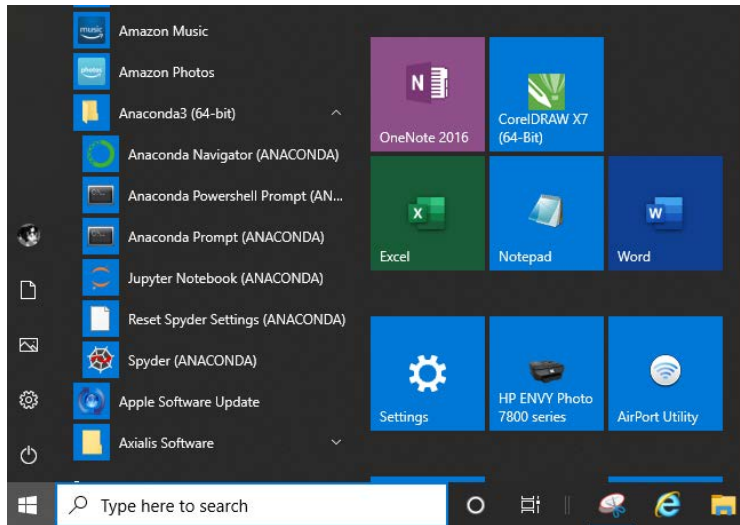 music
Amazon Music
photos
Amazon Photos
Anaconda3 (64-bit)
Anaconda Navigator (ANACONDA)
Anaconda Powershell Prompt (AN...
Anaconda Prompt (ANACONDA)
Jupyter Notebook (ANACONDA)
Reset Spyder Settings (ANACONDA)
Spyder (ANACONDA)
Apple Software Update
Axialis Software
N
OneNote 2016
CorelDRAW X7
(64-Bit)
X
Excel
Notepad
W
Word
Settings
HP ENVY Photo
7800 series
AirPort Utility
Type here to search